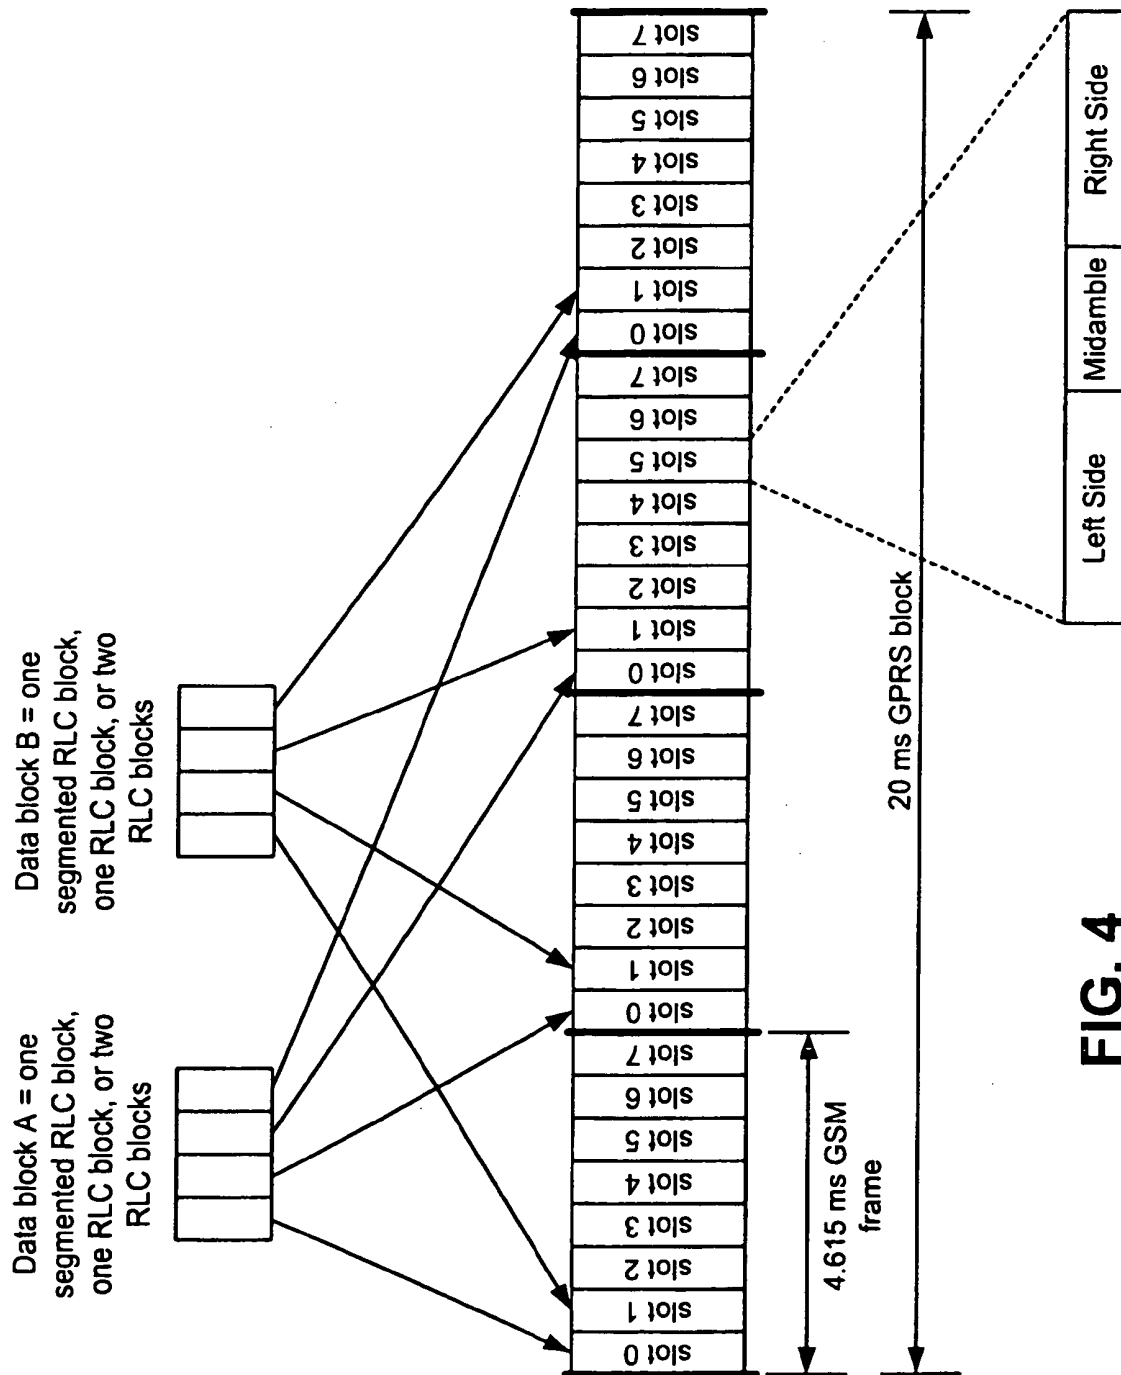 Data block A = one
segmented RLC block,
one RLC block, or two
RLC blocks
Data block B = one
segmented RLC block,
one RLC block, or two
RLC blocks
slot 0
slot 1
slot 2
slot 3
slot 4
slot 5
slot 6
slot 7
slot 0
slot 1
slot 2
slot 3
slot 4
slot 5
slot 6
slot 7
slot 0
slot 1
slot 2
slot 3
slot 4
slot 5
slot 6
slot 7
slot 0
slot 1
slot 2
slot 3
slot 4
slot 5
slot 6
slot 7
4.615 ms GSM
frame
20 ms GPRS block
Left Side
Midamble
Right Side
FIG. 4